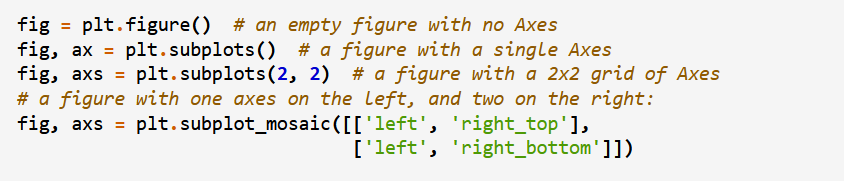 fig = plt.figure()  # an empty figure with no Axes
fig, ax = plt.subplots()  # a figure with a single Axes
fig, axs = plt.subplots(2, 2)  # a figure with a 2x2 grid of Axes
# a figure with one axes on the left, and two on the right:
fig, axs = plt.subplot_mosaic([['left', 'right_top'],
                               ['left', 'right_bottom']])